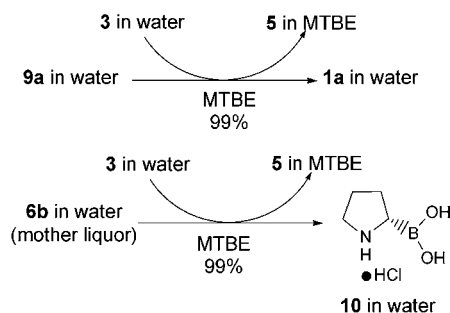 3 in water 5 in MTBE
9a in water 1a in water
MTBE
99%
3 in water 5 in MTBE
6b in water
(mother liquor)
MTBE
99%
N
H
B
OH
OH
●HCl
10 in water